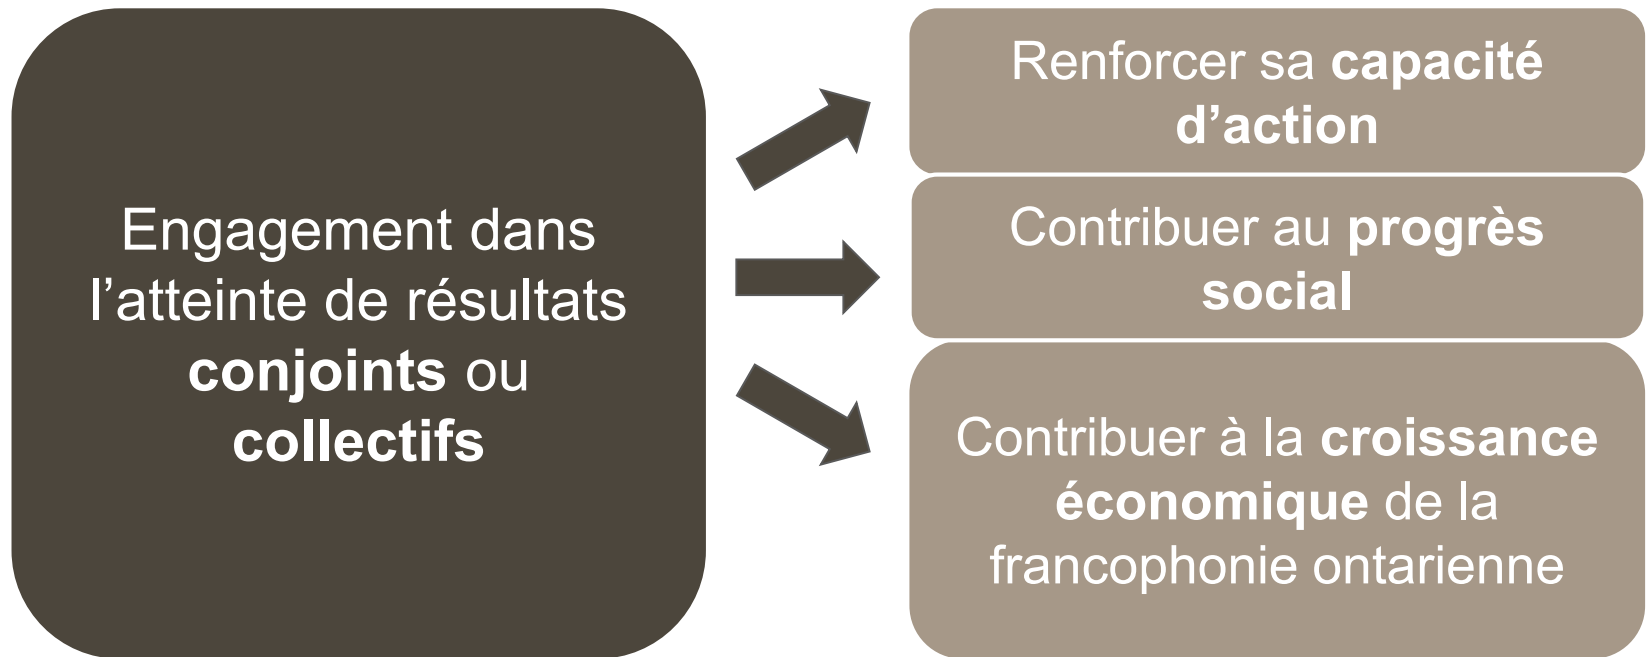 Engagement dans
l’atteinte de résultats
conjoints ou
collectifs
Renforcer sa capacité
d’action
Contribuer au progrès
social
Contribuer à la croissance
économique de la
francophonie ontarienne